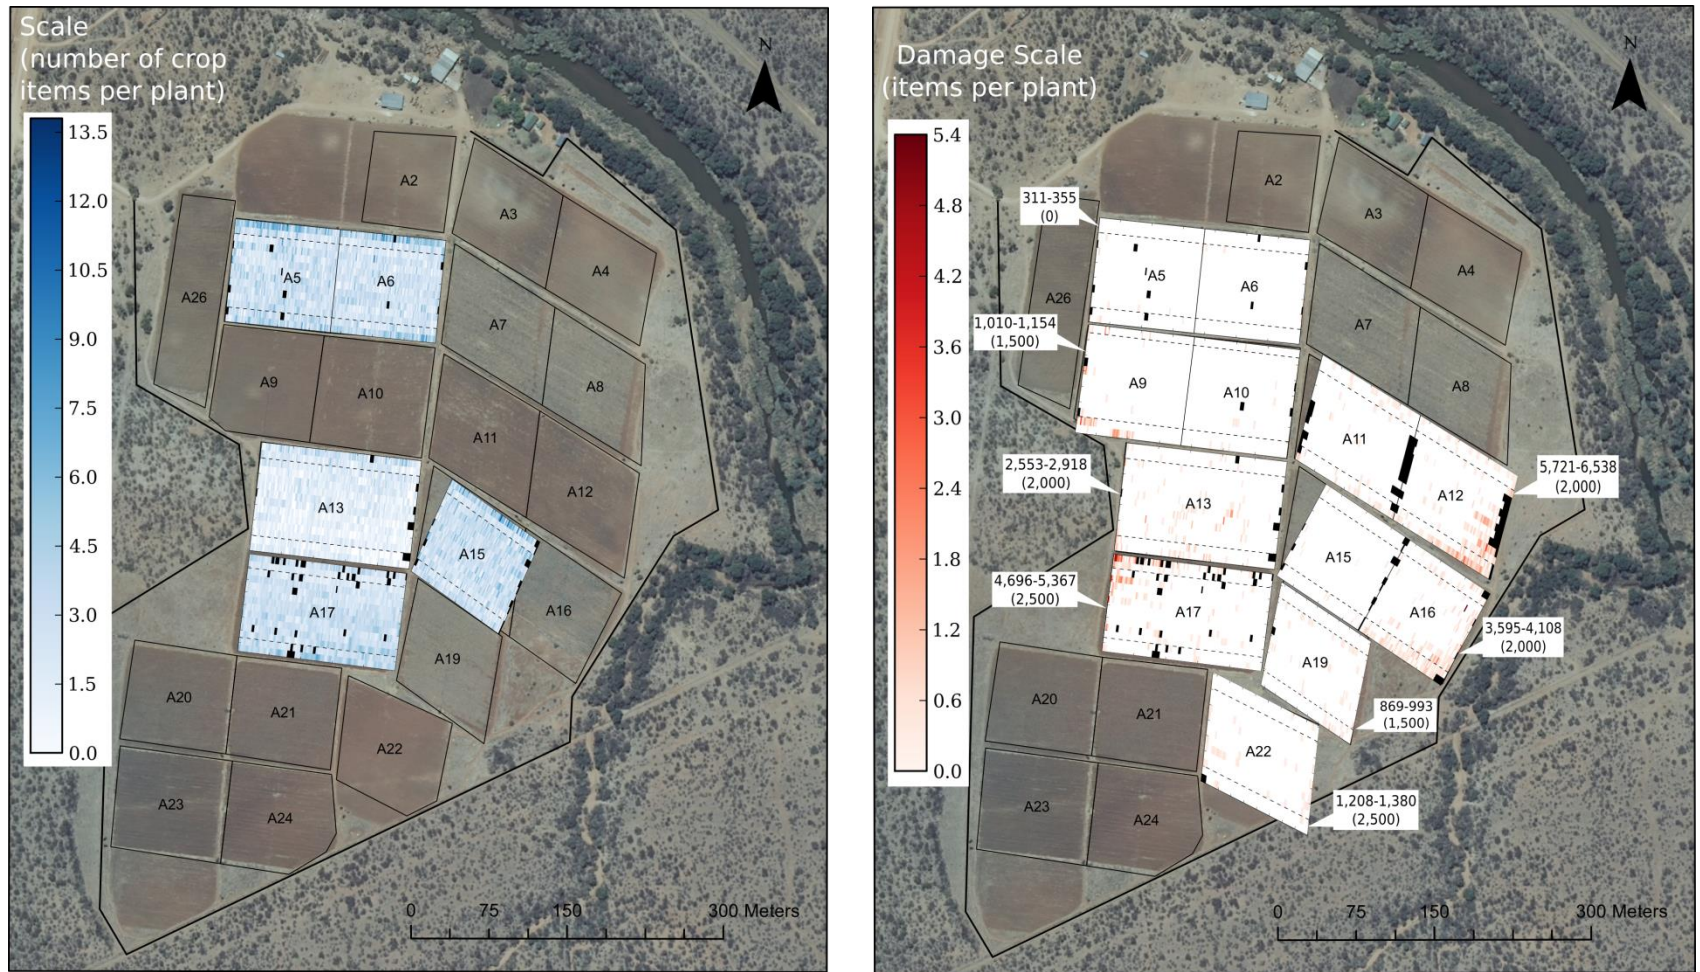 Scale
(number of crop
items per plant)
13.5
12.0
10.5
9.0
7.5
6.0
4.5
3.0
1.5
0.0
N
A2
A3
A4
A5
A6
A26
A7
A8
A9
A10
A11
A12
A13
A15
A16
A17
A19
A20
A21
A22
A23
A24
0 75 150 300 Meters
Damage Scale
(items per plant)
5.4
4.8
4.2
3.6
3.0
2.4
1.8
1.2
0.6
0.0
N
A2
311-355
(0)
A3
A4
A5
A6
A26
1,010-1,154
(1,500)
A7
A8
A9
A10
A11
A12
2,553-2,918
(2,000)
5,721-6,538
(2,000)
A13
A15
4,696-5,367
(2,500)
A17
A16
3,595-4,108
(2,000)
A19
A20
A21
869-993
(1,500)
A22
A23
A24
1,208-1,380
(2,500)
0 75 150 300 Meters